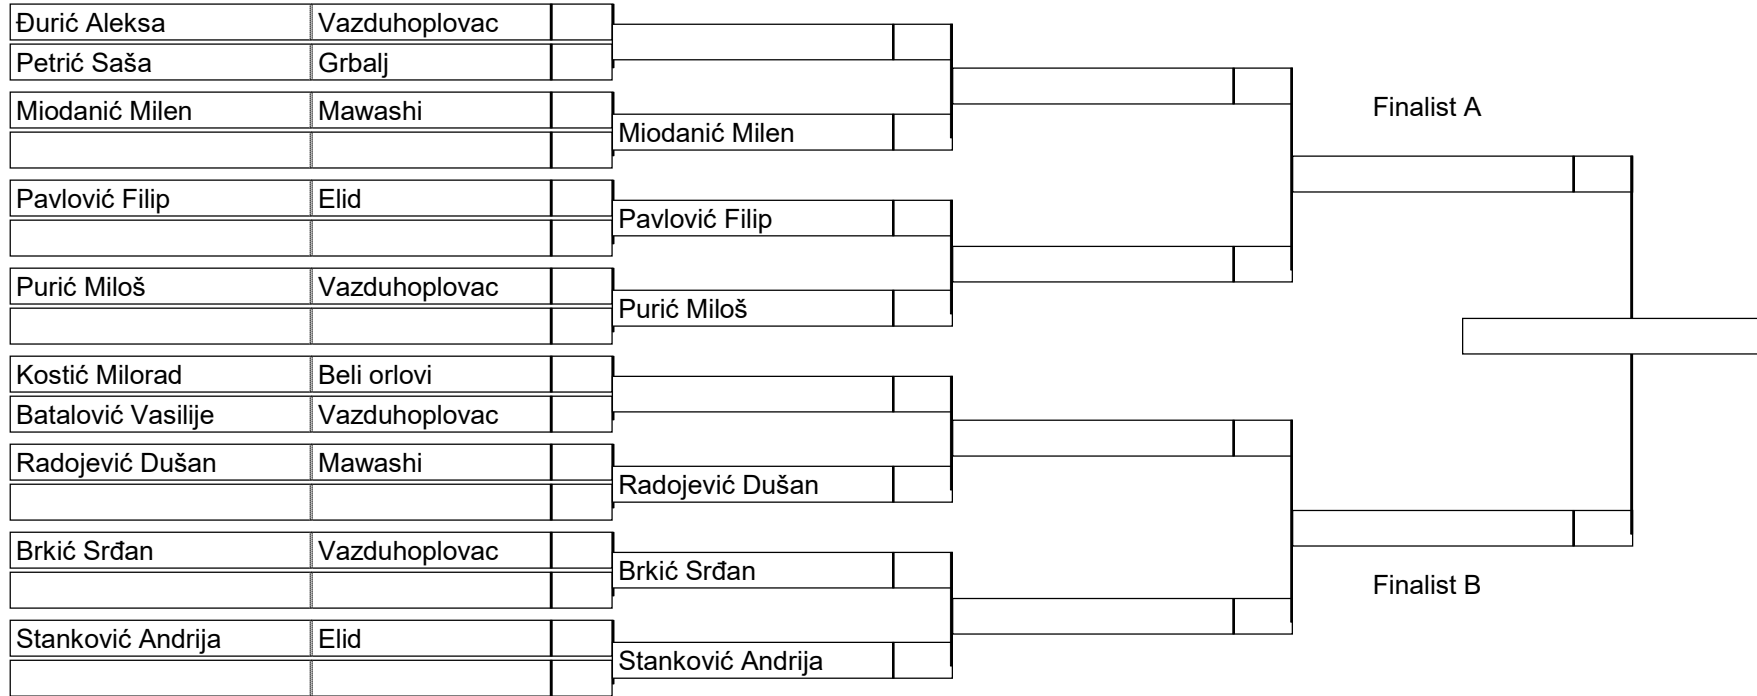 Đurić Aleksa Vazduhoplovac
Petrić Saša Grbalj
Miodanić Milen Mawashi
Miodanić Milen
Finalist A
Pavlović Filip Elid
Pavlović Filip
Purić Miloš Vazduhoplovac
Purić Miloš
Kostić Milorad Beli orlovi
Batalović Vasilije Vazduhoplovac
Radojević Dušan Mawashi
Radojević Dušan
Brkić Srđan Vazduhoplovac
Brkić Srđan
Finalist B
Stanković Andrija Elid
Stanković Andrija